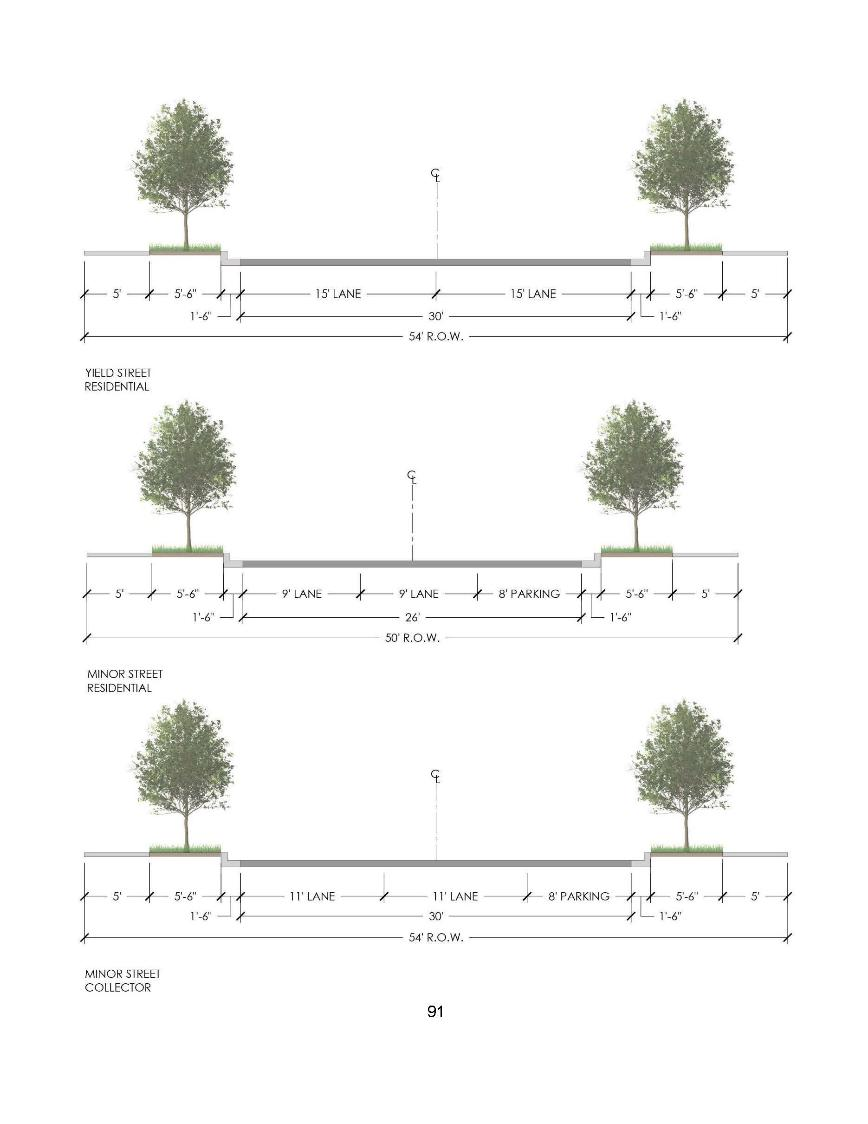 ℄
5' 5'-6" 15' LANE 15' LANE 5'-6" 5'
1'-6" 30' 1'-6"
54' R.O.W.
YIELD STREET
RESIDENTIAL
℄
5' 5'-6" 9' LANE 9' LANE 8' PARKING 5'-6" 5'
1'-6" 26' 1'-6"
50' R.O.W.
MINOR STREET
RESIDENTIAL
℄
5' 5'-6" 11' LANE 11' LANE 8' PARKING 5'-6" 5'
1'-6" 30' 1'-6"
54' R.O.W.
MINOR STREET
COLLECTOR
91